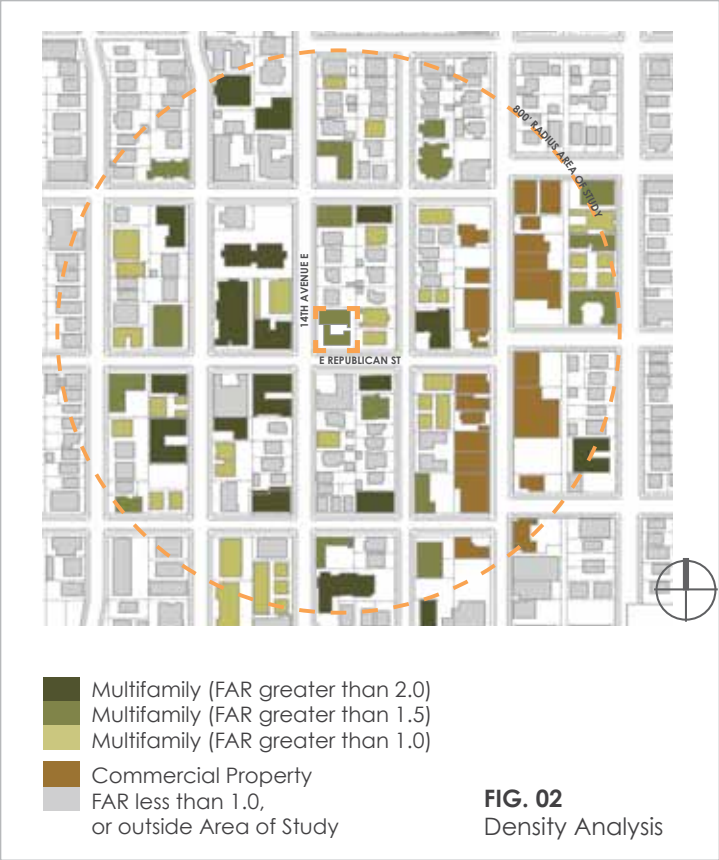 800' RADIUS AREA OF STUDY
14TH AVENUE E
E REPUBLICAN ST
Multifamily (FAR greater than 2.0)
Multifamily (FAR greater than 1.5)
Multifamily (FAR greater than 1.0)
Commercial Property
FAR less than 1.0,
or outside Area of Study
FIG. 02
Density Analysis